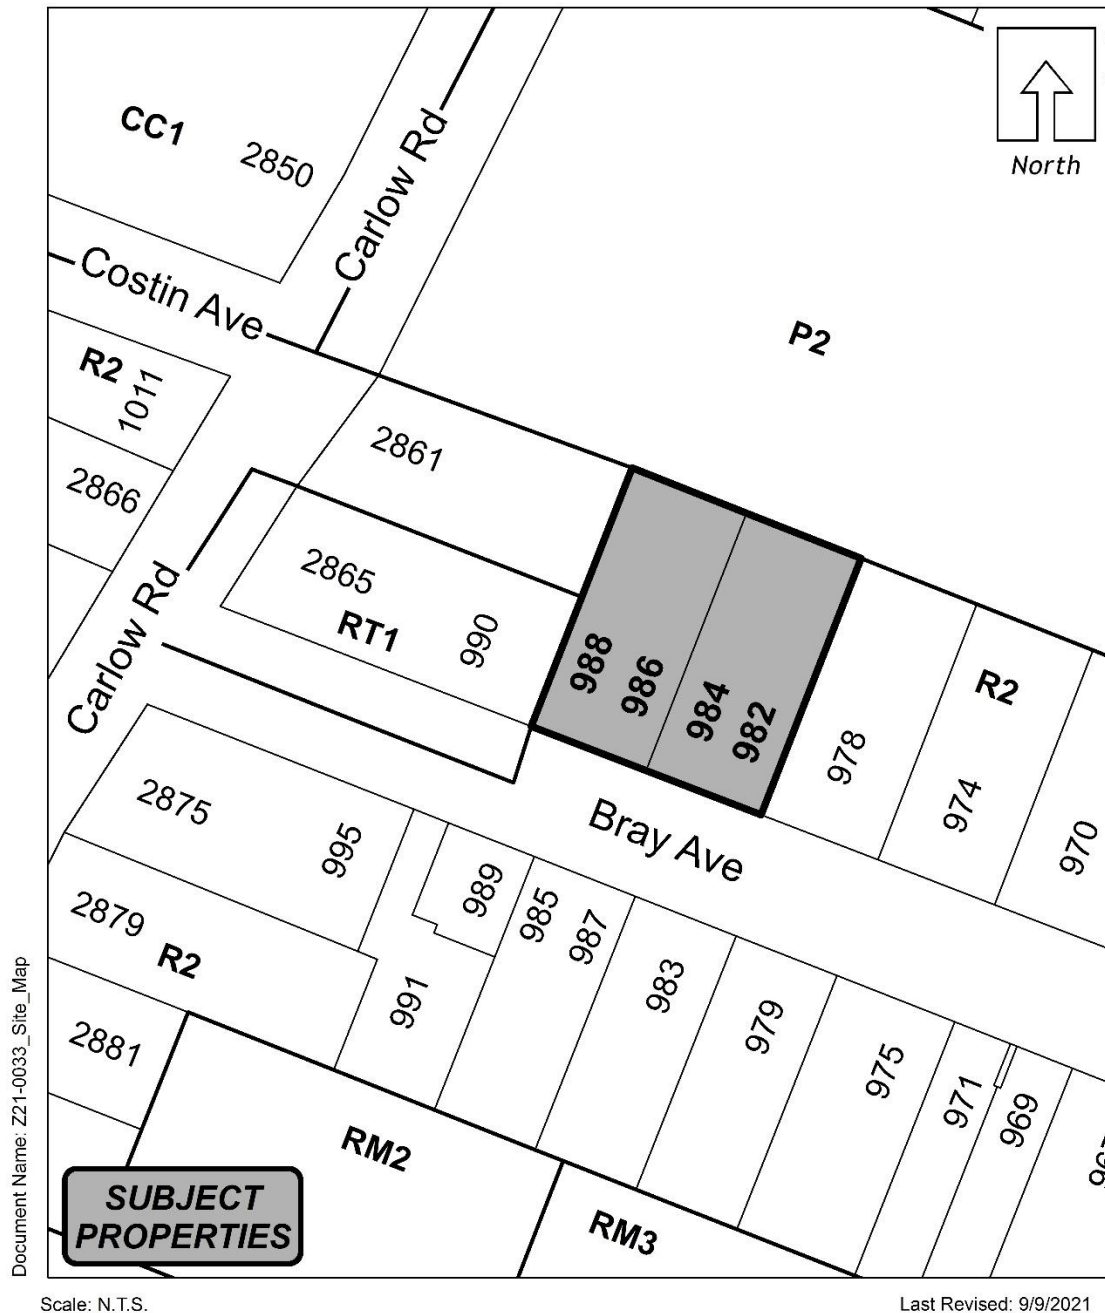 CC1
2850
Carlow Rd
North
Costin Ave
P2
R2
1011
2861
2866
2865
RT1
990
Carlow Rd
988
986
984
982
R2
978
974
970
2875
995
Bray Ave
989
985
987
2879
R2
991
983
979
975
971
969
2881
RM2
RM3
SUBJECT
PROPERTIES
Document Name: Z21-0033_Site_Map
Scale: N.T.S.
Last Revised: 9/9/2021